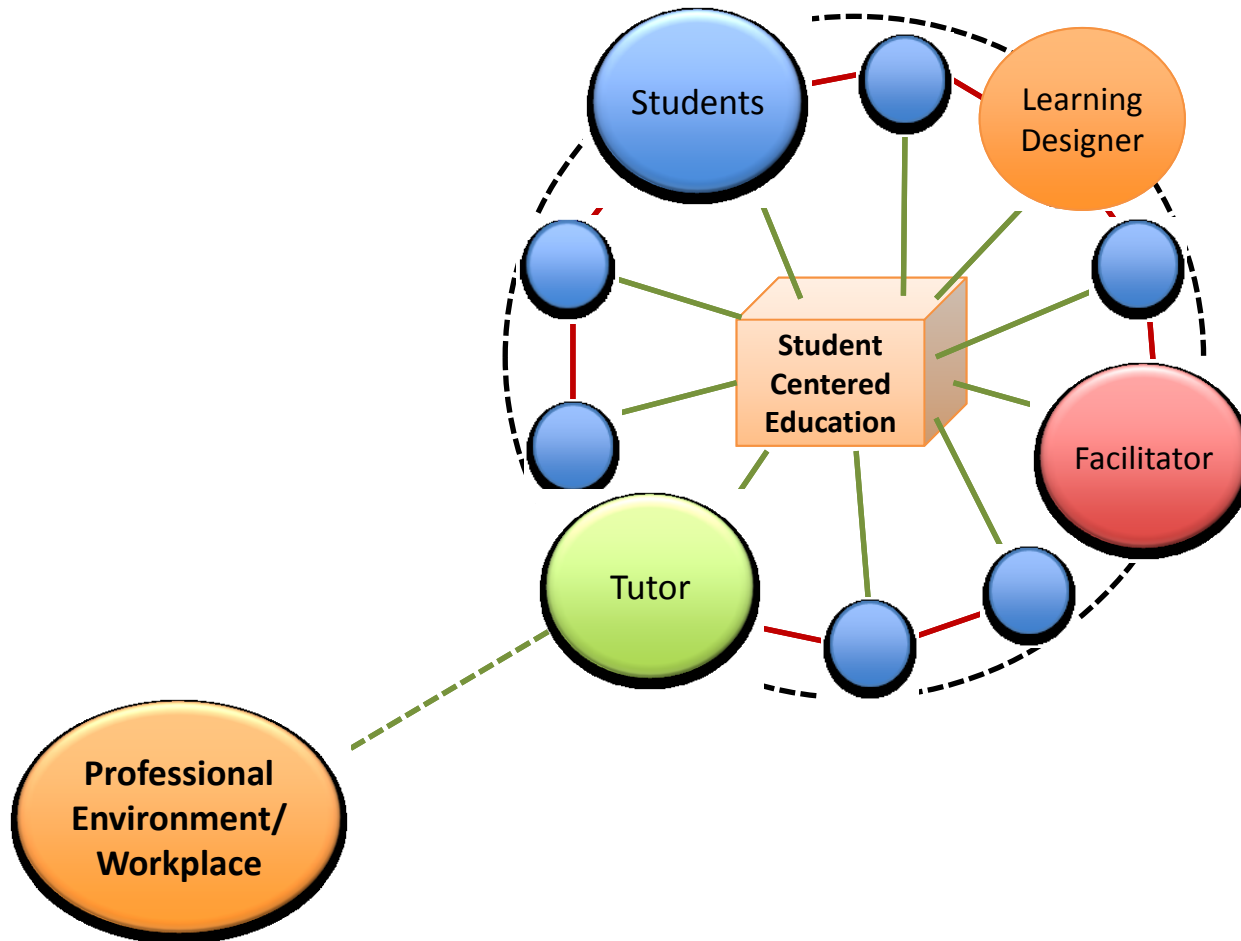 Students
Learning
Designer
Student
Centered
Education
Facilitator
Tutor
Professional
Environment/
Workplace